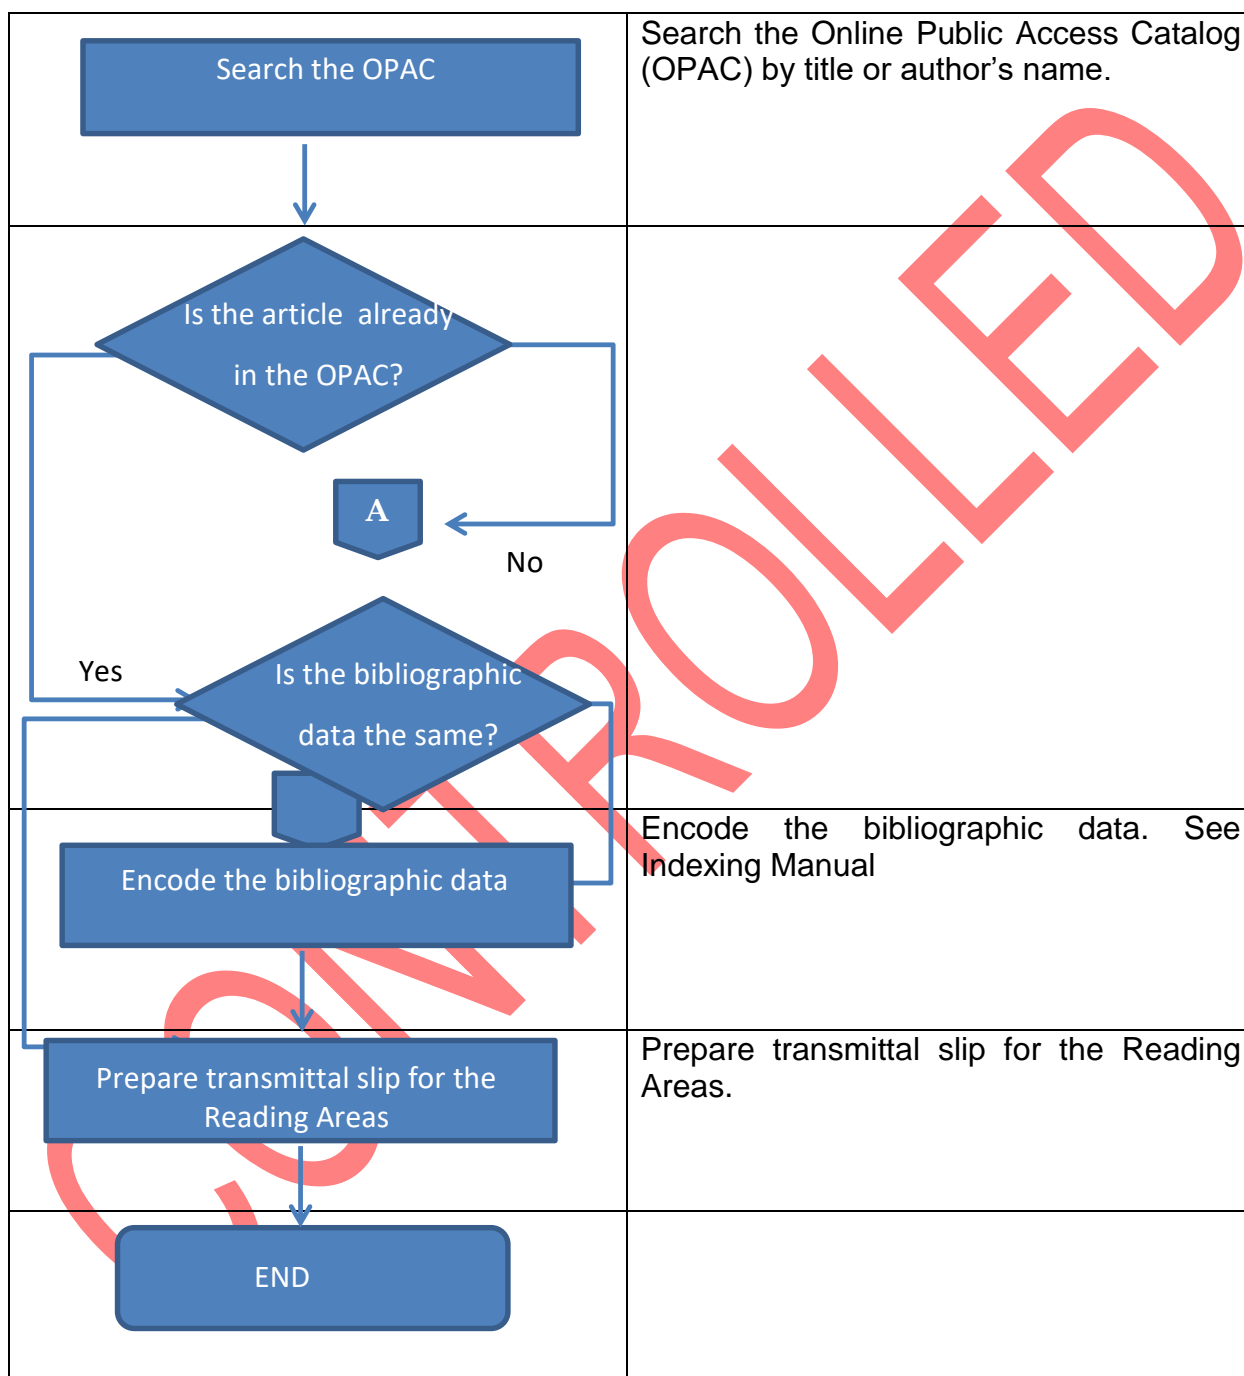 Search the OPAC
Search the Online Public Access Catalog
(OPAC) by title or author’s name.
Is the article already
in the OPAC?
A
No
Yes
Is the bibliographic
data the same?
Encode the bibliographic data
Encode the bibliographic data. See
Indexing Manual
Prepare transmittal slip for the
Reading Areas
Prepare transmittal slip for the Reading
Areas.
END
CONTROLLED